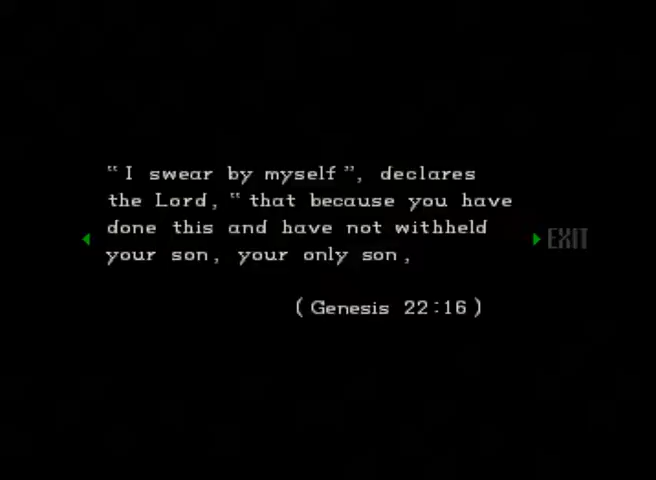 “I swear by myself”, declares
the Lord, “that because you have
done this and have not withheld
your son, your only son,
EXIT
(Genesis 22:16)